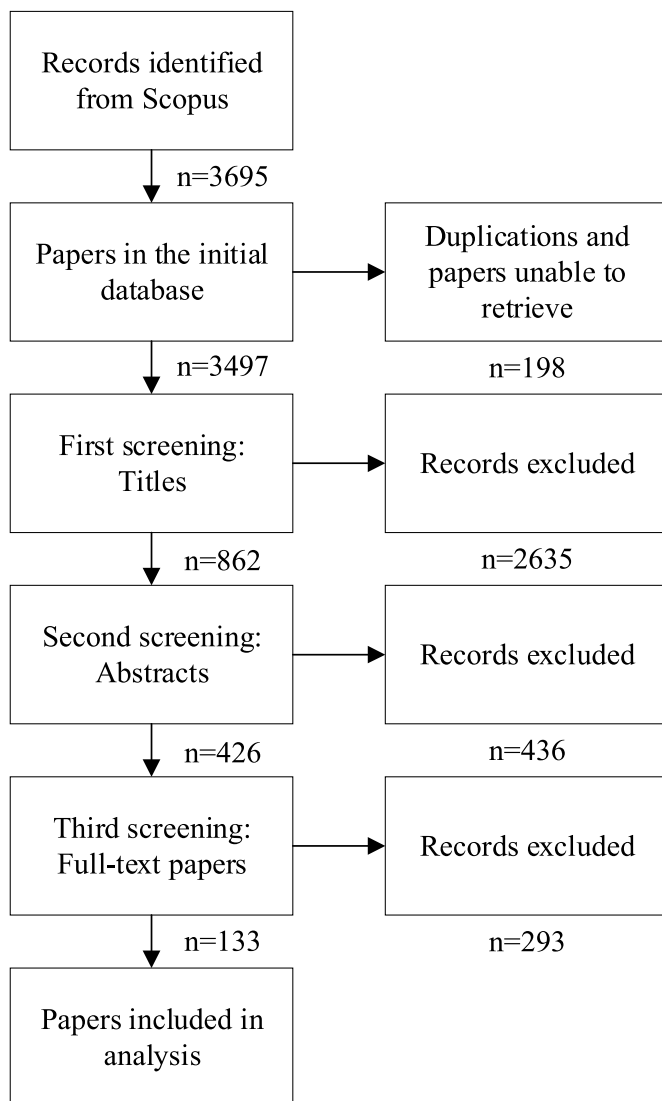 Records identified
from Scopus
n=3695
Papers in the initial
database
Duplications and
papers unable to
retrieve
n=3497
n=198
First screening:
Titles
Records excluded
n=862
n=2635
Second screening:
Abstracts
Records excluded
n=426
n=436
Third screening:
Full-text papers
Records excluded
n=133
n=293
Papers included in
analysis